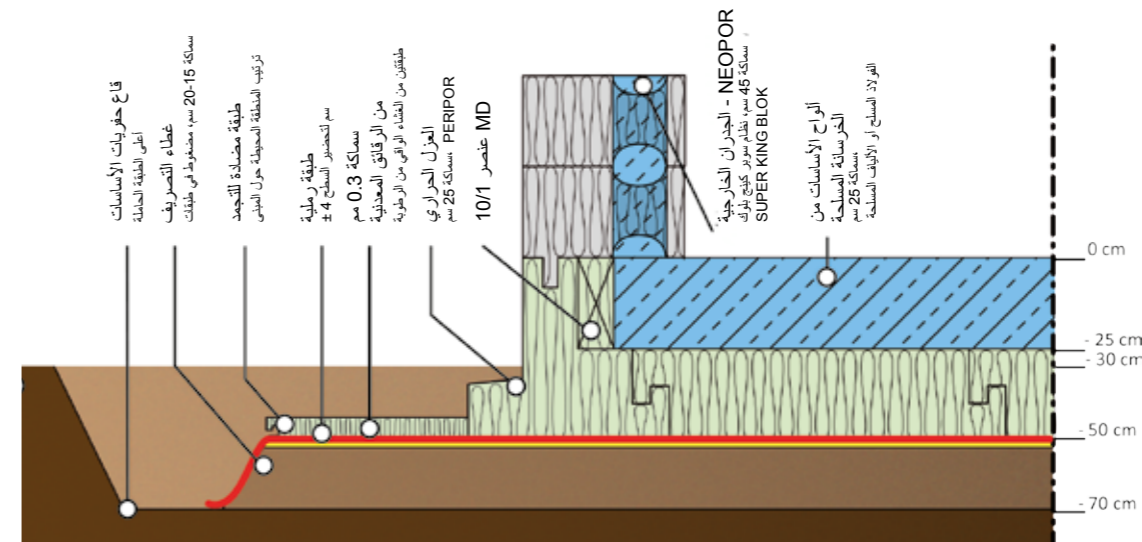 قاع حفريات الأساسات
اعلى الطبقة الحاملة
غطاء التصريف
سماكة 15-20 سم، مضغوط في طبقات
طبقة مضادة للتجمد
ترتيب المنطقة المحيطة حول المبنى
طبقة رملية
± 4 سم لتحضير السطح
من الرقائق المعدنية
سماكة 0.3 مم
طبقتين من الغشاء الواقي من الرطوبة
العزل الحراري
PERIPOR سماكة 25 سم
عنصر MD 10/1
الجدران الخارجية - NEOPOR
سماكة 45 سم، نظام سوبر كينج بلوك
SUPER KING BLOK
ألواح الأساسات من
الخرسانة المسلحة
سماكة 25 سم
الفولاذ المسلح او الألياف المسلحة
0 cm
- 25 cm
- 30 cm
- 50 cm
- 70 cm